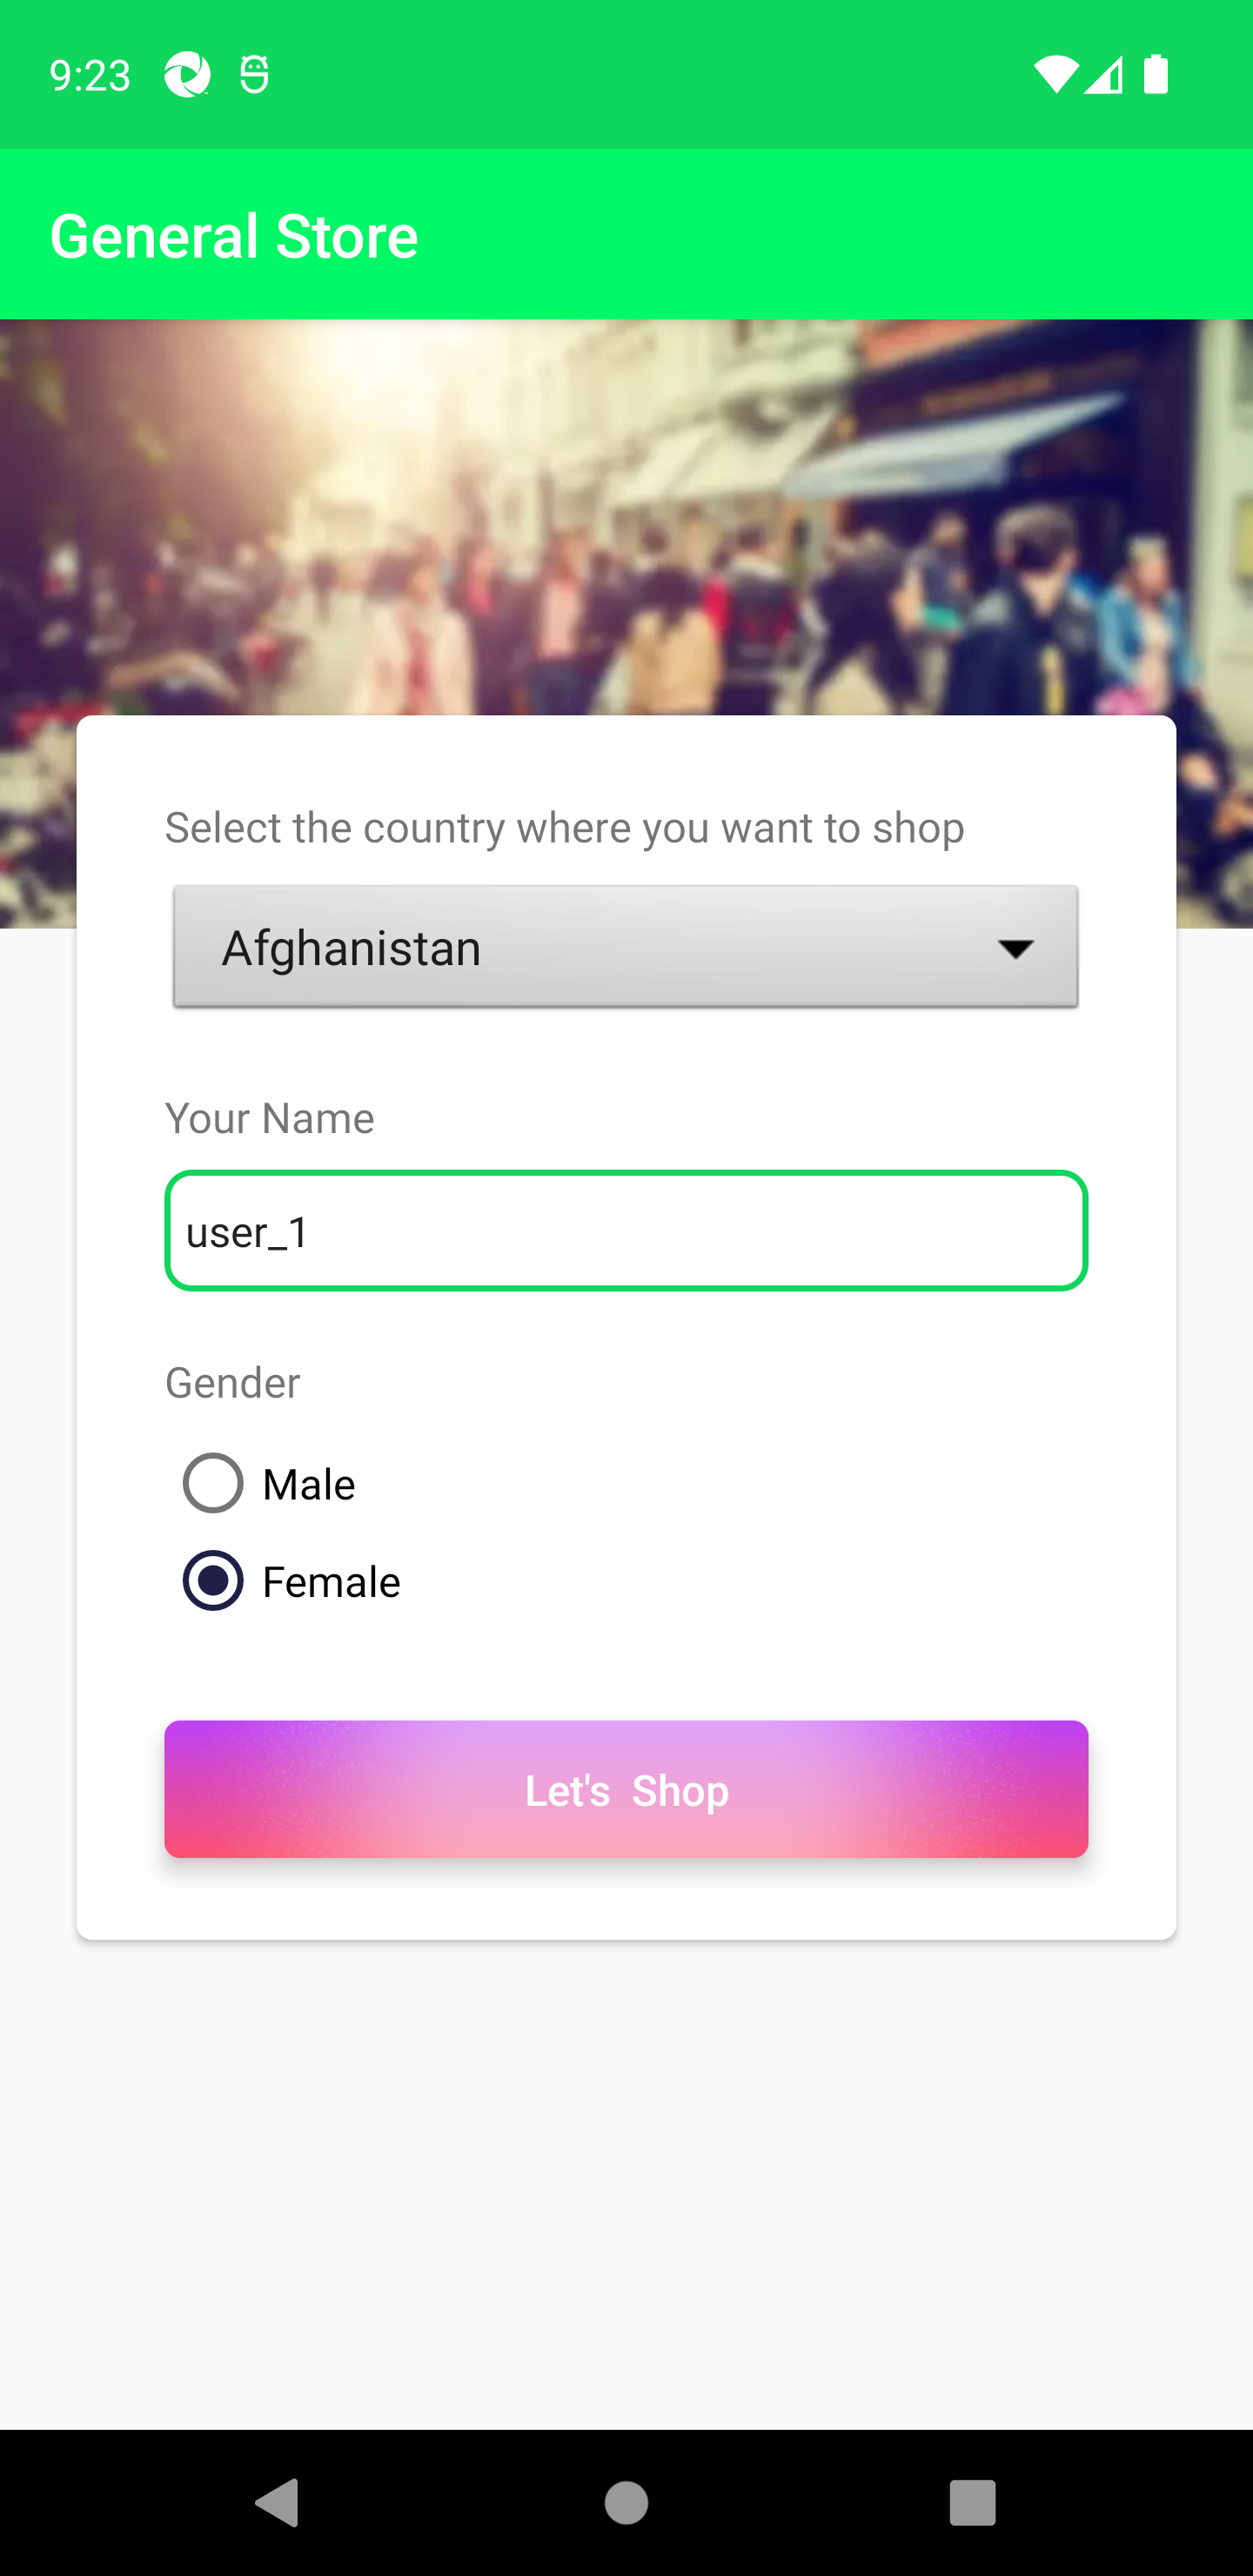 9:23
General Store
Select the country where you want to shop
Afghanistan
Your Name
user_1
Gender
Male
Female
Let's Shop